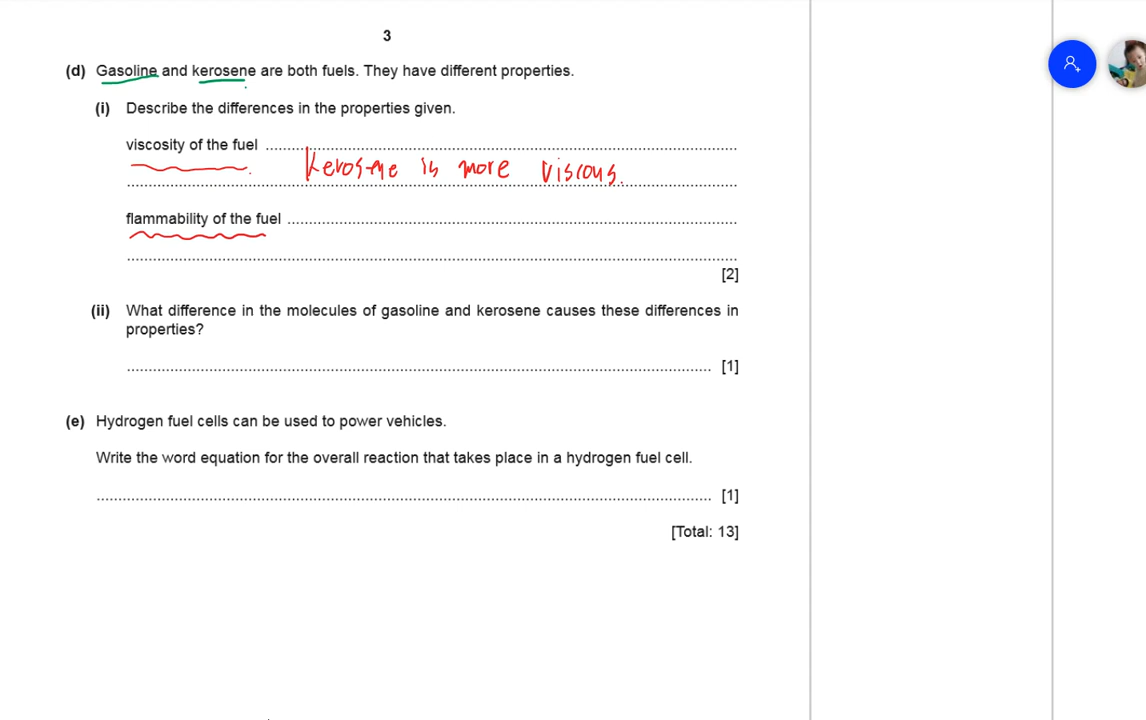 3
(d) Gasoline and kerosene are both fuels. They have different properties.
(i) Describe the differences in the properties given.
viscosity of the fuel
Kerosene is more viscous.
flammability of the fuel
[2]
(ii) What difference in the molecules of gasoline and kerosene causes these differences in
properties?
[1]
(e) Hydrogen fuel cells can be used to power vehicles.
Write the word equation for the overall reaction that takes place in a hydrogen fuel cell.
[1]
[Total: 13]